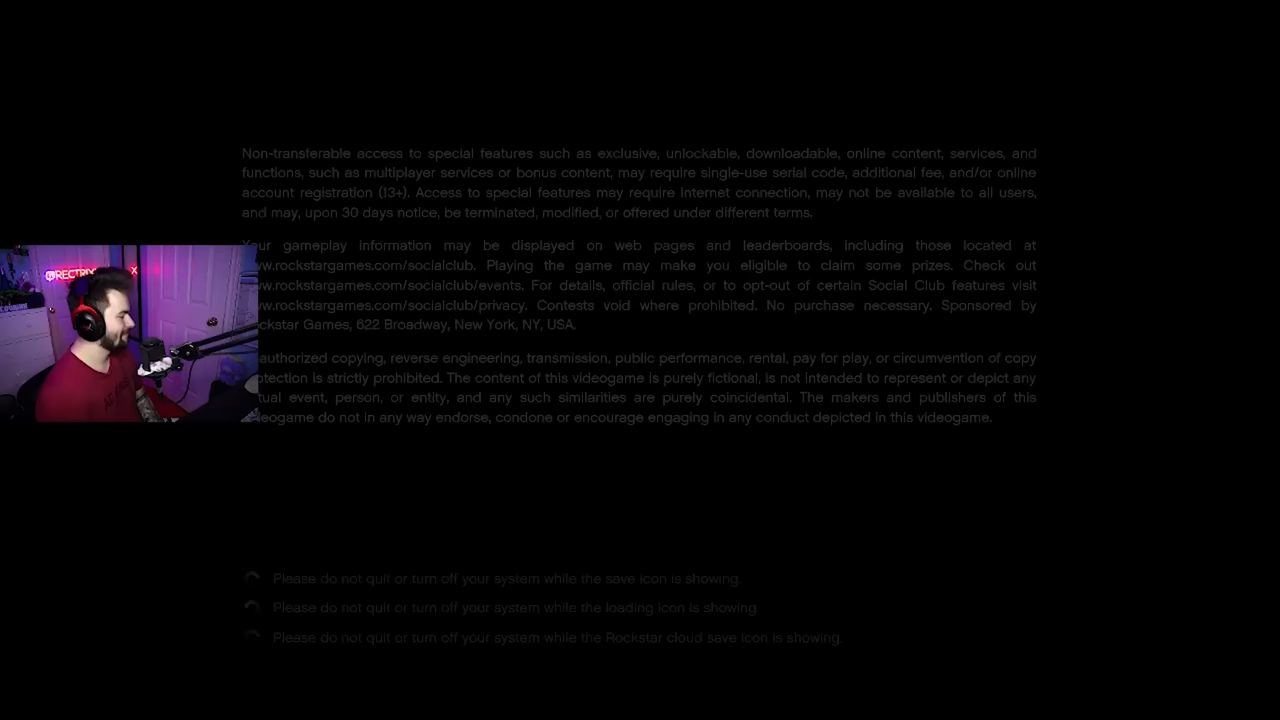 Non-transferable access to special features such as exclusive, unlockable, downloadable, online content, services, and
functions, such as multiplayer services or bonus content, may require single-use serial code, additional fee, and/or online
account registration (13+). Access to special features may require Internet connection, may not be available to all users,
and may, upon 30 days notice, be terminated, modified, or offered under different terms.
Your gameplay information may be displayed on web pages and leaderboards, including those located at
w.rockstargames.com/socialclub. Playing the game may make you eligible to claim some prizes. Check out
w.rockstargames.com/socialclub/events. For details, official rules, or to opt-out of certain Social Club features visit
w.rockstargames.com/socialclub/privacy. Contests void where prohibited. No purchase necessary. Sponsored by
ckstar Games, 622 Broadway, New York, NY, USA.
authorized copying, reverse engineering, transmission, public performance, rental, pay for play, or circumvention of copy
otection is strictly prohibited. The content of this videogame is purely fictional, is not intended to represent or depict any
tual event, person, or entity, and any such similarities are purely coincidental. The makers and publishers of this
eogame do not in any way endorse, condone or encourage engaging in any conduct depicted in this videogame.
Please do not quit or turn off your system while the save icon is showing.
Please do not quit or turn off your system while the loading icon is showing.
Please do not quit or turn off your system while the Rockstar cloud save icon is showing.